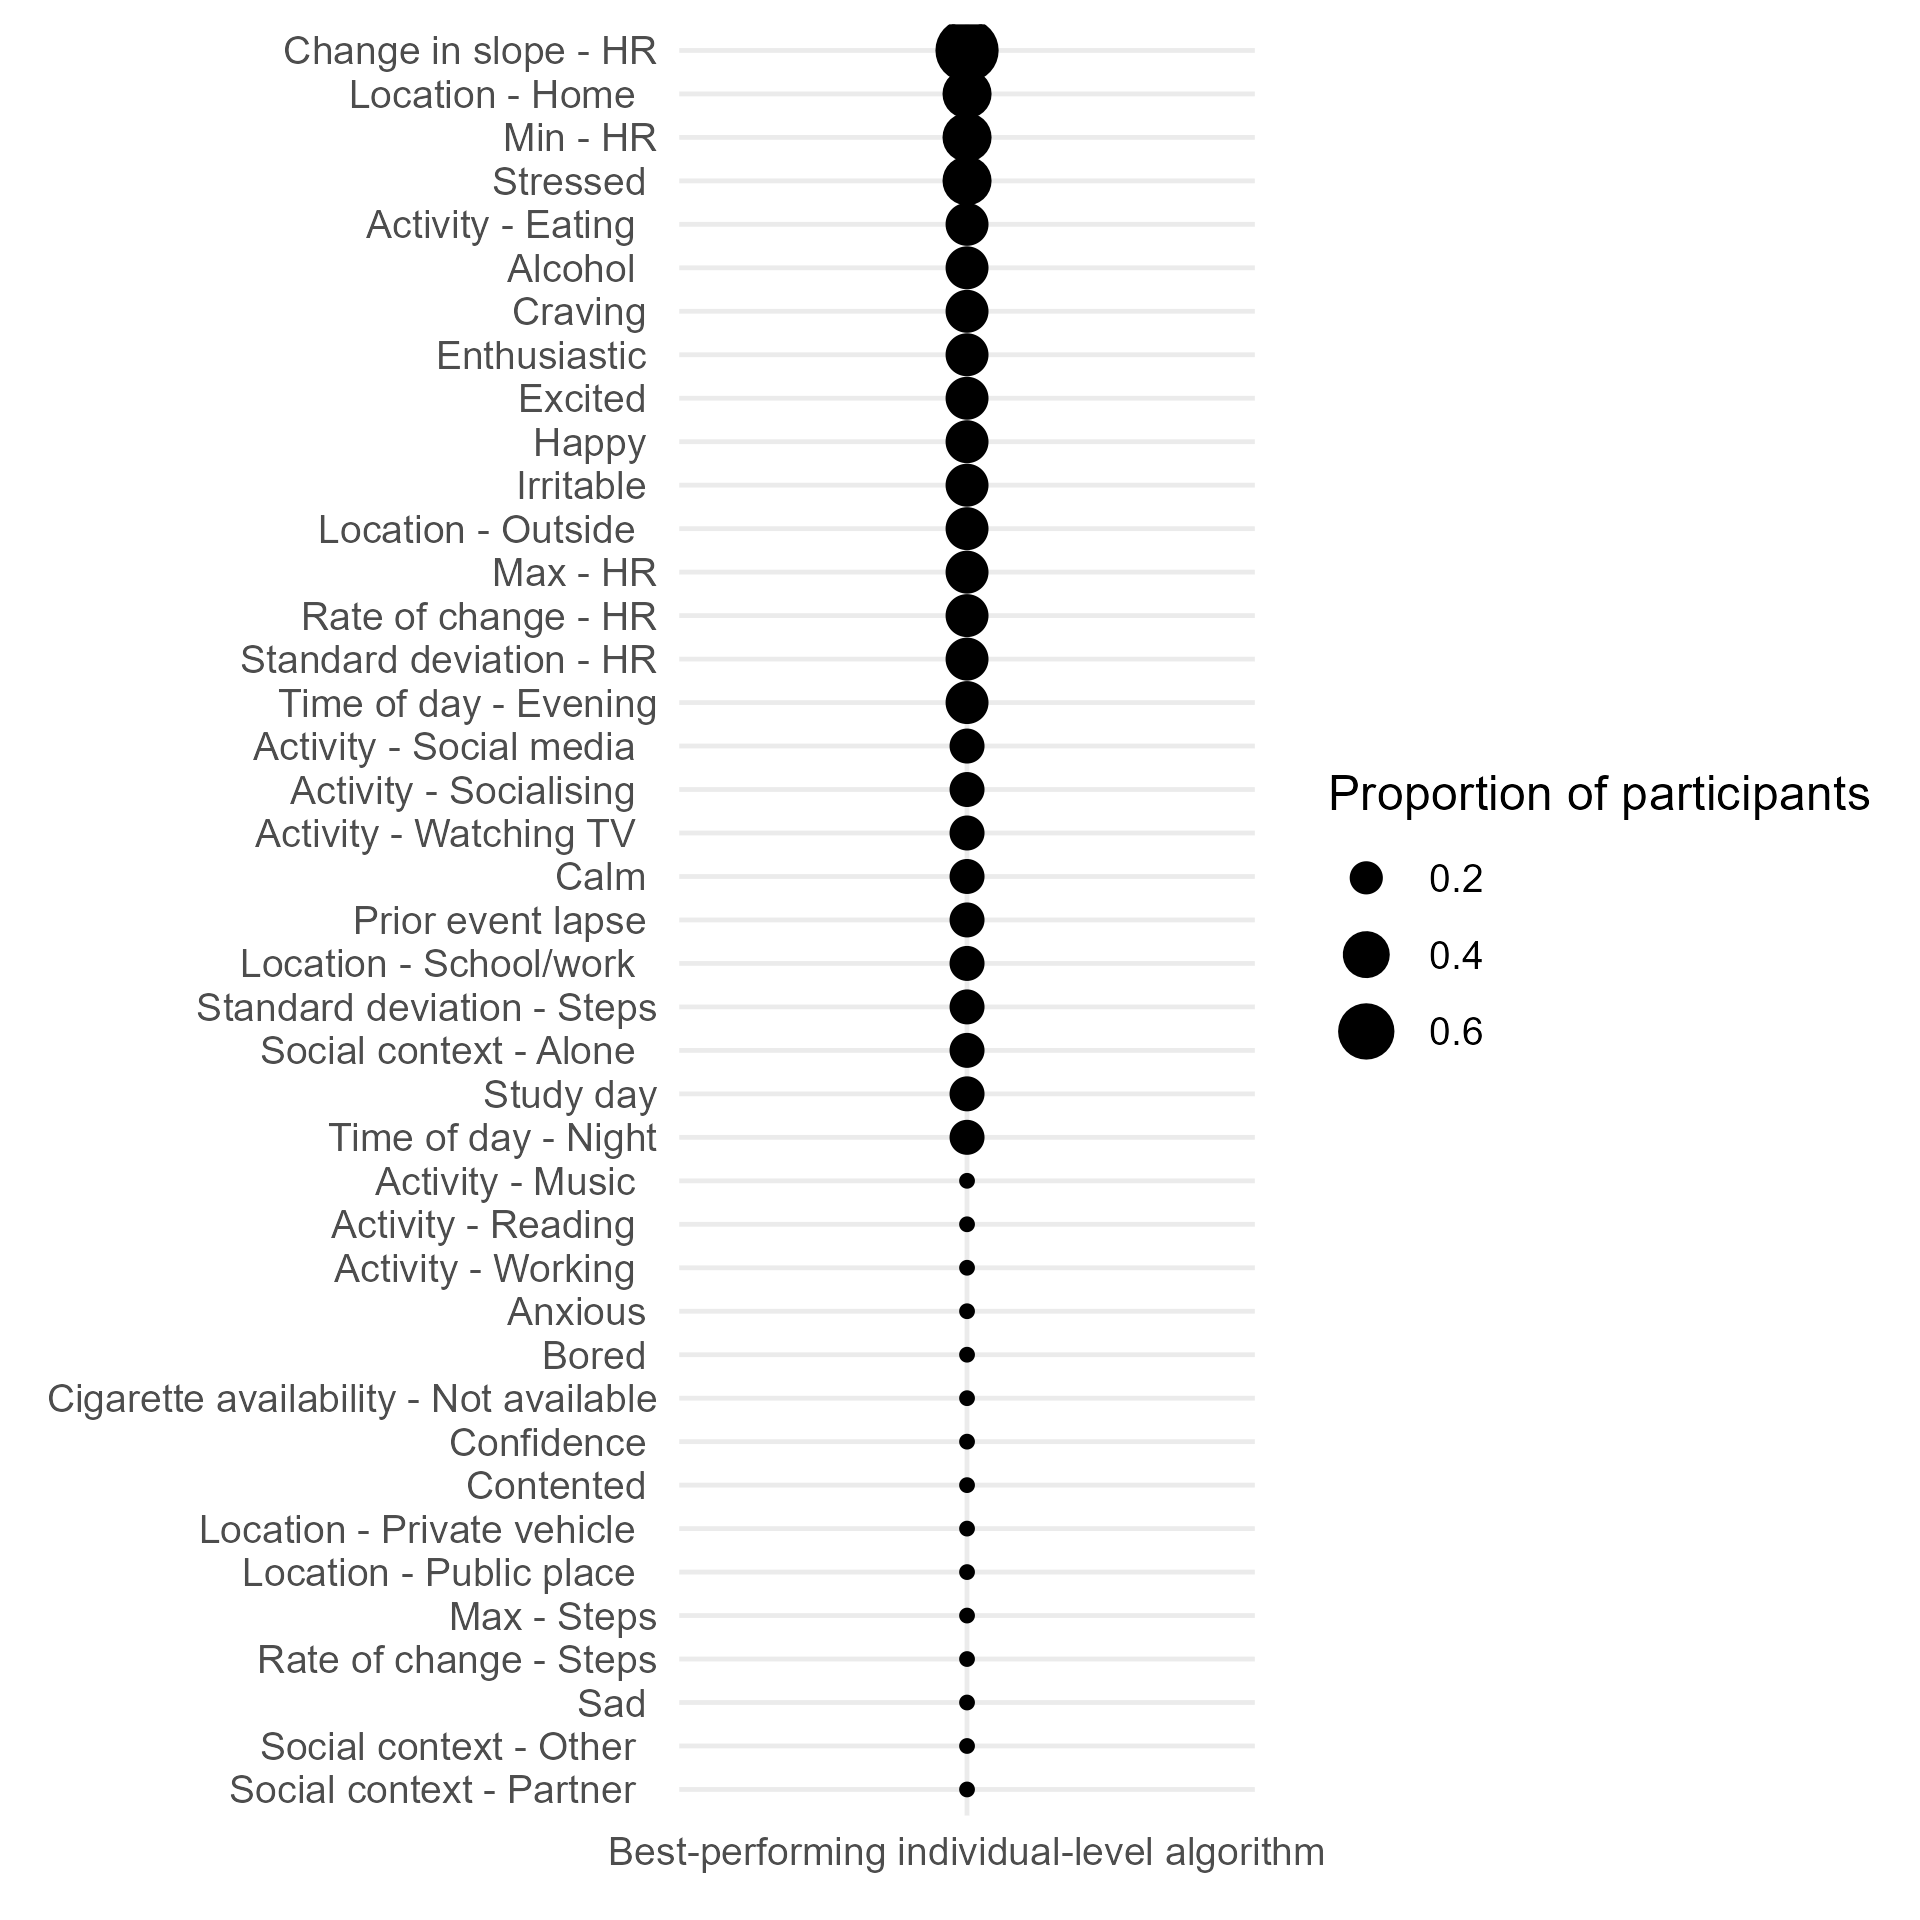 Change in slope - HR
Location - Home
Min - HR
Stressed
Activity - Eating
Alcohol
Craving
Enthusiastic
Excited
Happy
Irritable
Location - Outside
Max - HR
Rate of change - HR
Standard deviation - HR
Time of day - Evening
Activity - Social media
Activity - Socialising
Activity - Watching TV
Calm
Prior event lapse
Location - School/work
Standard deviation - Steps
Social context - Alone
Study day
Time of day - Night
Activity - Music
Activity - Reading
Activity - Working
Anxious
Bored
Cigarette availability - Not available
Confidence
Contented
Location - Private vehicle
Location - Public place
Max - Steps
Rate of change - Steps
Sad
Social context - Other
Social context - Partner
Best-performing individual-level algorithm
Proportion of participants
0.2
0.4
0.6